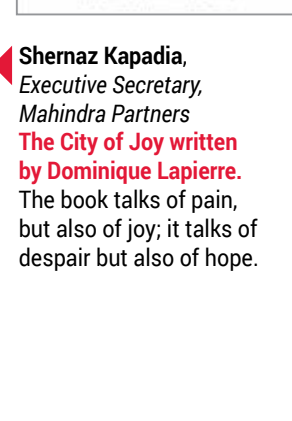 Shernaz Kapadia,
Executive Secretary,
Mahindra Partners
The City of Joy written
by Dominique Lapierre.
The book talks of pain,
but also of joy; it talks of
despair but also of hope.